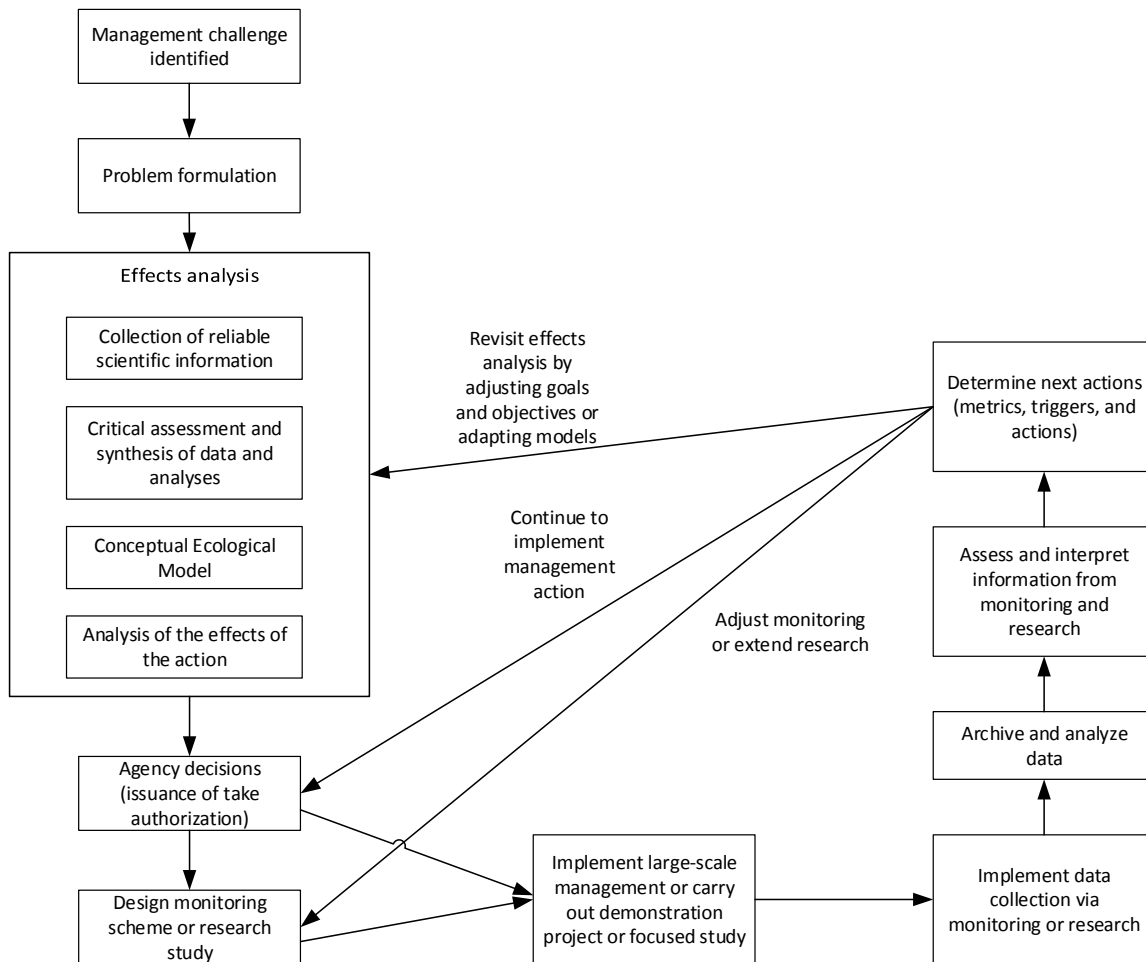 Management challenge
identified
Problem formulation
Effects analysis
Collection of reliable
scientific information
Critical assessment and
synthesis of data and
analyses
Conceptual Ecological
Model
Analysis of the effects of
the action
Agency decisions
(issuance of take
authorization)
Design monitoring
scheme or research
study
Revisit effects
analysis by
adjusting goals
and objectives or
adapting models
Continue to
implement
management
action
Adjust monitoring
or extend research
Implement large-scale
management or carry
out demonstration
project or focused study
Determine next actions
(metrics, triggers, and
actions)
Assess and interpret
information from
monitoring and
research
Archive and analyze
data
Implement data
collection via
monitoring or research